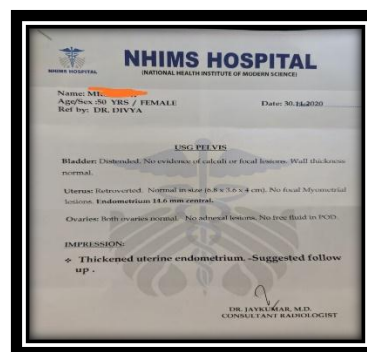 NHIMS HOSPITAL
(NATIONAL HEALTH INSTITUTE OF MODERN SCIENCE)
NHIMS HOSPITAL
Name:
Age/Sex :50 YRS / FEMALE
Date: 30.11.2020
Ref by: DR. DIVYA
USG PELVIS
Bladder: Distended. No evidence of calculi or focal lesions. Wall thickness
normal.
Uterus: Retroverted. Normal in size (6.8 x 3.6 x 4 cm). No focal Myometrial
lesions. Endometrium 14.6 mm central.
Ovaries: Both ovaries normal. No adnexal lesions. No free fluid in POD.
IMPRESSION:
❖ Thickened uterine endometrium. -Suggested follow
up .
DR. JAYKUMAR, M.D.
CONSULTANT RADIOLOGIST